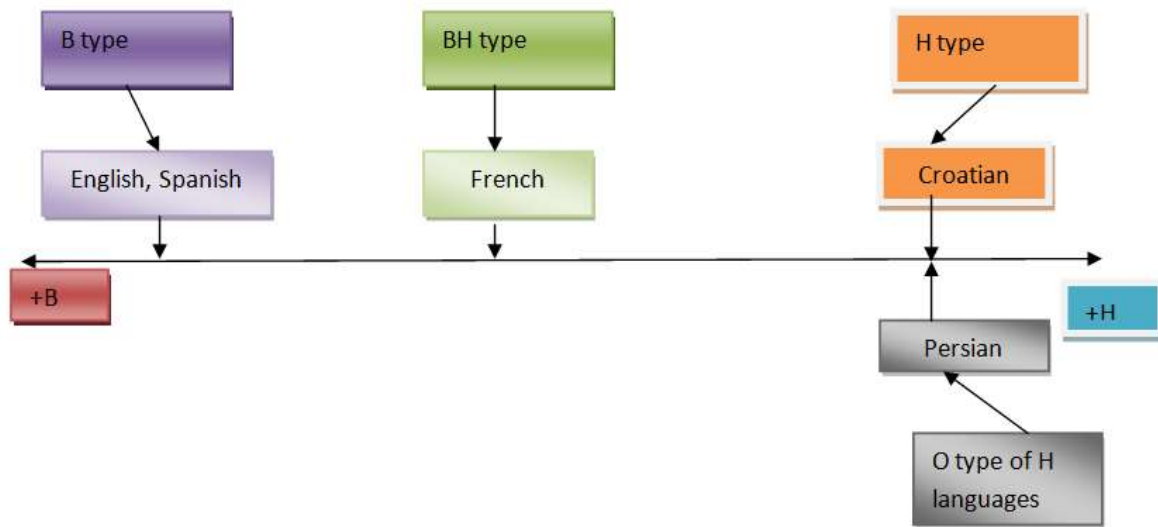 B type
BH type
H type
English, Spanish
French
Croatian
+B
+H
Persian
O type of H
languages